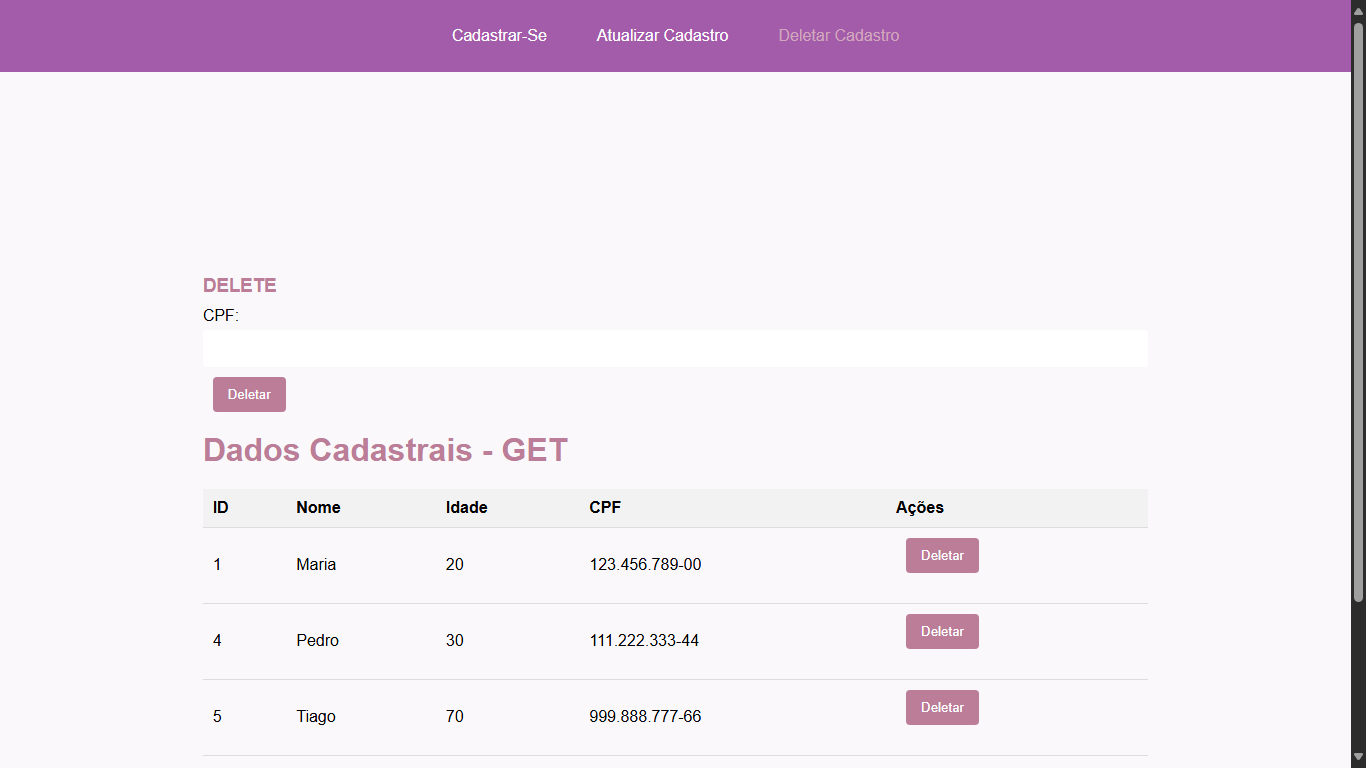 Cadastrar-Se Atualizar Cadastro Deletar Cadastro
DELETE
CPF:
Deletar
Dados Cadastrais - GET
ID Nome Idade CPF Ações
1 Maria 20 123.456.789-00 Deletar
4 Pedro 30 111.222.333-44 Deletar
5 Tiago 70 999.888.777-66 Deletar